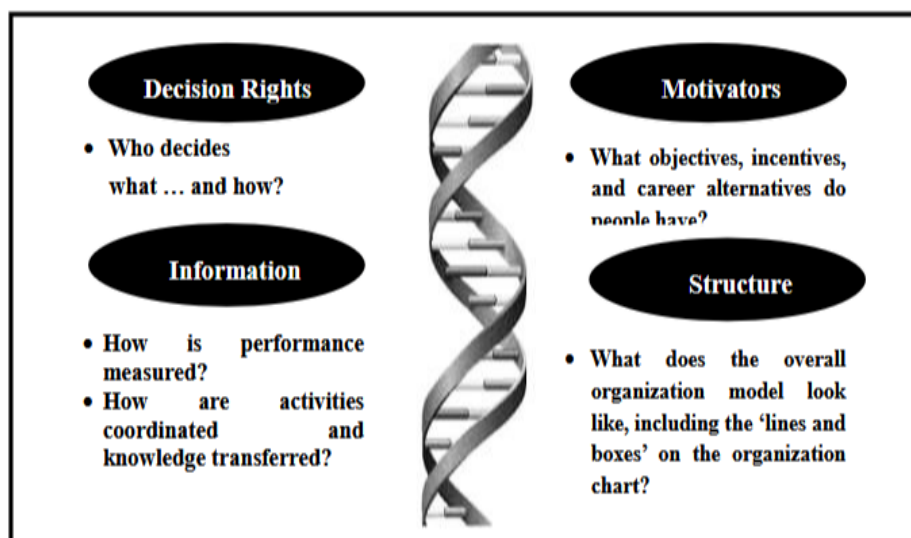 Decision Rights
• Who decides
what ... and how?
Information
• How is performance
measured?
• How are activities
coordinated and
knowledge transferred?
Motivators
• What objectives, incentives,
and career alternatives do
people have?
Structure
• What does the overall
organization model look
like, including the ‘lines and
boxes’ on the organization
chart?